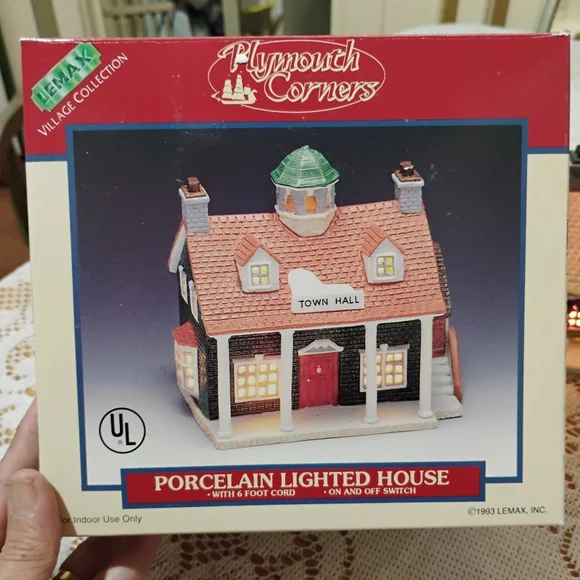 LEMAX
VILLAGE COLLECTION
Plymouth
Corners
TOWN HALL
UL
®
PORCELAIN LIGHTED HOUSE
• WITH 6 FOOT CORD • ON AND OFF SWITCH
For Indoor Use Only
©1993 LEMAX, INC.